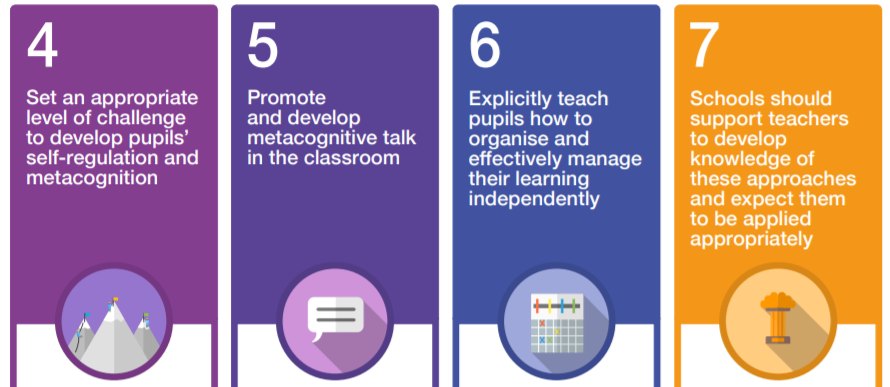 4
Set an appropriate
level of challenge
to develop pupils'
self-regulation and
metacognition
5
Promote
and develop
metacognitive talk
in the classroom
6
Explicitly teach
pupils how to
organise and
effectively manage
their learning
independently
7
Schools should
support teachers
to develop
knowledge of
these approaches
and expect them
to be applied
appropriately